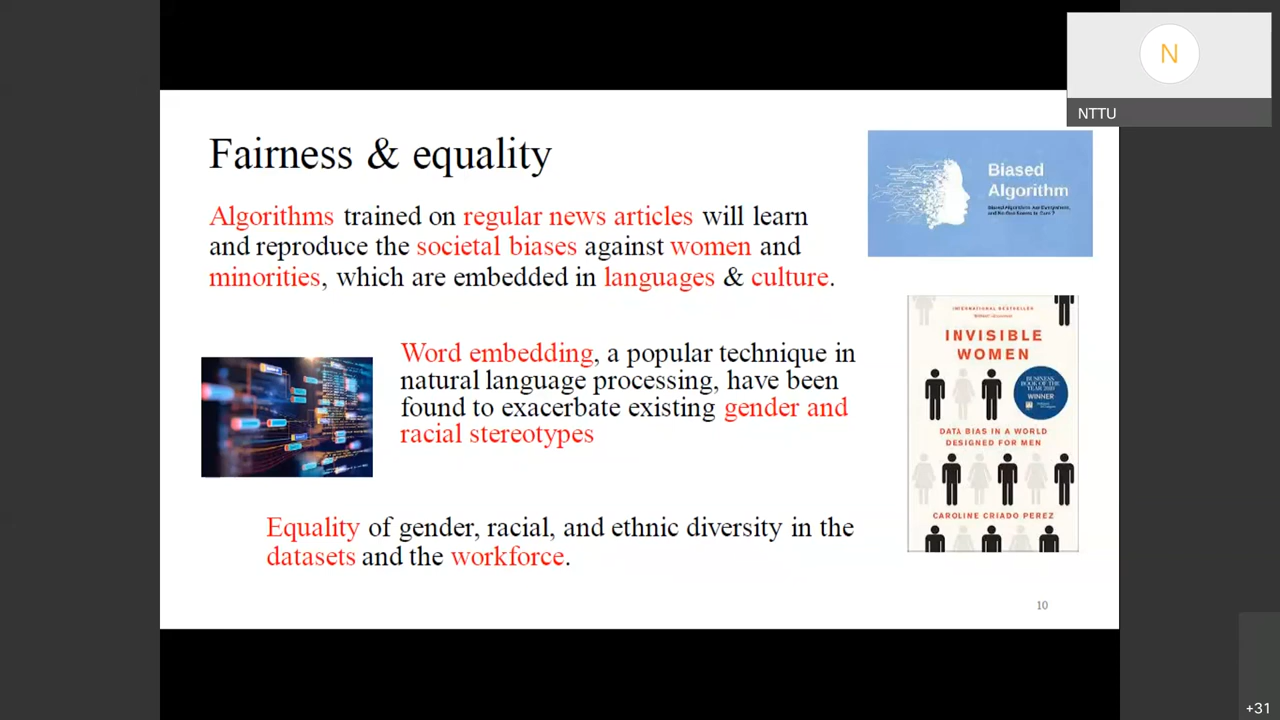 N
NTTU
Fairness & equality
Algorithms trained on regular news articles will learn
and reproduce the societal biases against women and
minorities, which are embedded in languages & culture.
Biased
Algorithm
Word embedding, a popular technique in
natural language processing, have been
found to exacerbate existing gender and
racial stereotypes
INTERNATIONAL BESTSELLER
INVISIBLE
WOMEN
BUSINESS
BOOK OF THE
YEAR 2019
WINNER
DATA BIAS IN A WORLD
DESIGNED FOR MEN
CAROLINE CRIADO PEREZ
Equality of gender, racial, and ethnic diversity in the
datasets and the workforce.
10
+31